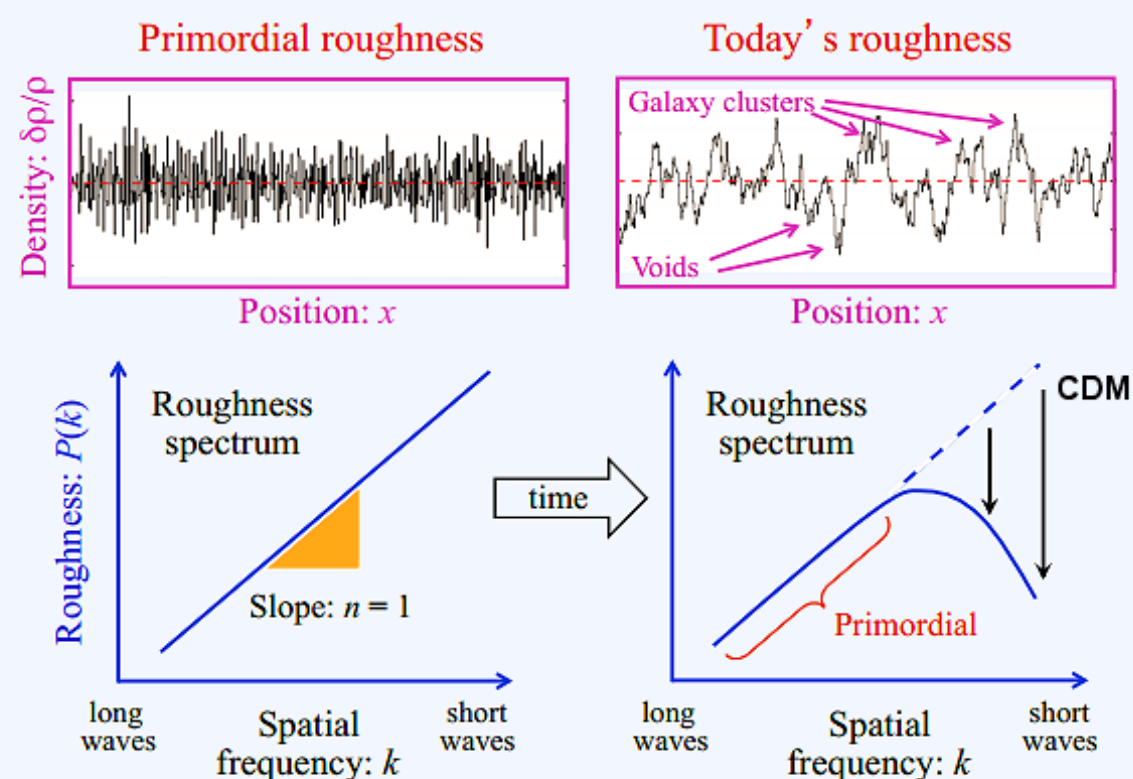 Primordial roughness
Density: δρ/ρ
Position: x
Today's roughness
Galaxy clusters
Voids
Position: x
Roughness: P(k)
Roughness
spectrum
Slope: n = 1
long
waves
Spatial
frequency: k
short
waves
time
Roughness
spectrum
CDM
Primordial
long
waves
Spatial
frequency: k
short
waves